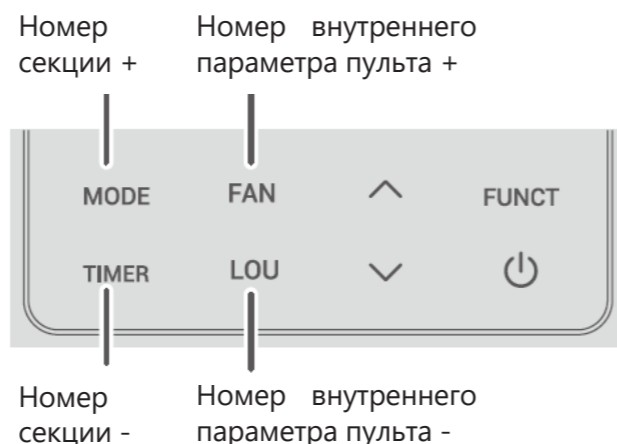 Номер
секции +
Номер внутреннего
параметра пульта +
MODE FAN FUNCT
TIMER LOU
Номер
секции -
Номер внутреннего
параметра пульта -